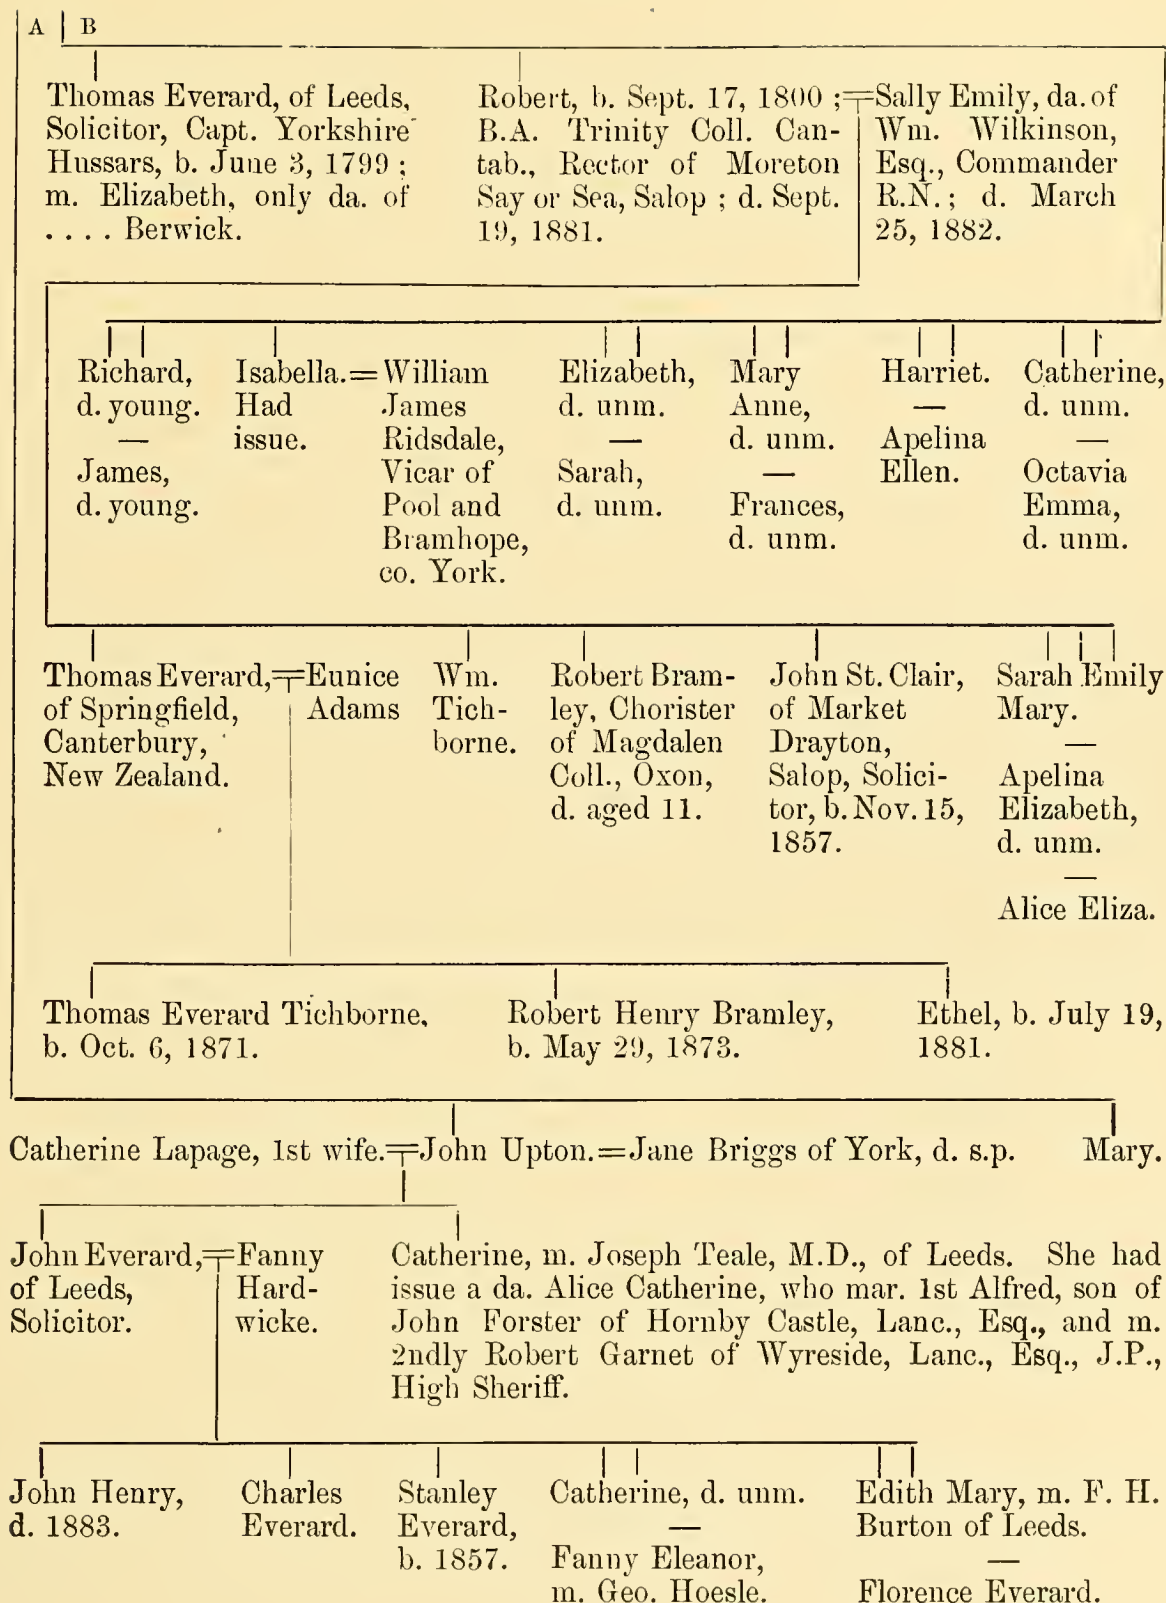 A | B
Thomas Everard, of Leeds,
Solicitor, Capt. Yorkshire
Hussars, b. June 3, 1799 ;
m. Elizabeth, only da. of
. . . . Berwick.
Robert, b. Sept. 17, 1800 ;=
B.A. Trinity Coll. Can-
tab., Rector of Moreton
Say or Sea, Salop ; d. Sept.
19, 1881.
Sally Emily, da. of
Wm. Wilkinson,
Esq., Commander
R.N. ; d. March
25, 1882.
Richard,
d. young.
—
James,
d. young.
Isabella.=
Had
issue.
William
James
Ridsdale,
Vicar of
Pool and
Bramhope,
co. York.
Elizabeth,
d. unm.
—
Sarah,
d. unm.
Mary
Anne,
d. unm.
—
Frances,
d. unm.
Harriet.
—
Apelina
Ellen.
Catherine,
d. unm.
—
Octavia
Emma,
d. unm.
Thomas Everard,=
of Springfield,
Canterbury,
New Zealand.
Eunice
Adams
Wm.
Tich-
borne.
Robert Bram-
ley, Chorister
of Magdalen
Coll., Oxon,
d. aged 11.
John St. Clair,
of Market
Drayton,
Salop, Solici-
tor, b. Nov. 15,
1857.
Sarah Emily
Mary.
—
Apelina
Elizabeth,
d. unm.
—
Alice Eliza.
Thomas Everard Tichborne,
b. Oct. 6, 1871.
Robert Henry Bramley,
b. May 29, 1873.
Ethel, b. July 19,
1881.
Catherine Lapage, 1st wife.=John Upton.=Jane Briggs of York, d. s.p. Mary.
John Everard,=
of Leeds,
Solicitor.
Fanny
Hard-
wicke.
Catherine, m. Joseph Teale, M.D., of Leeds. She had
issue a da. Alice Catherine, who mar. 1st Alfred, son of
John Forster of Hornby Castle, Lanc., Esq., and m.
2ndly Robert Garnet of Wyreside, Lanc., Esq., J.P.,
High Sheriff.
John Henry,
d. 1883.
Charles
Everard.
Stanley
Everard,
b. 1857.
Catherine, d. unm.
—
Fanny Eleanor,
m. Geo. Hoesle.
Edith Mary, m. F. H.
Burton of Leeds.
—
Florence Everard.